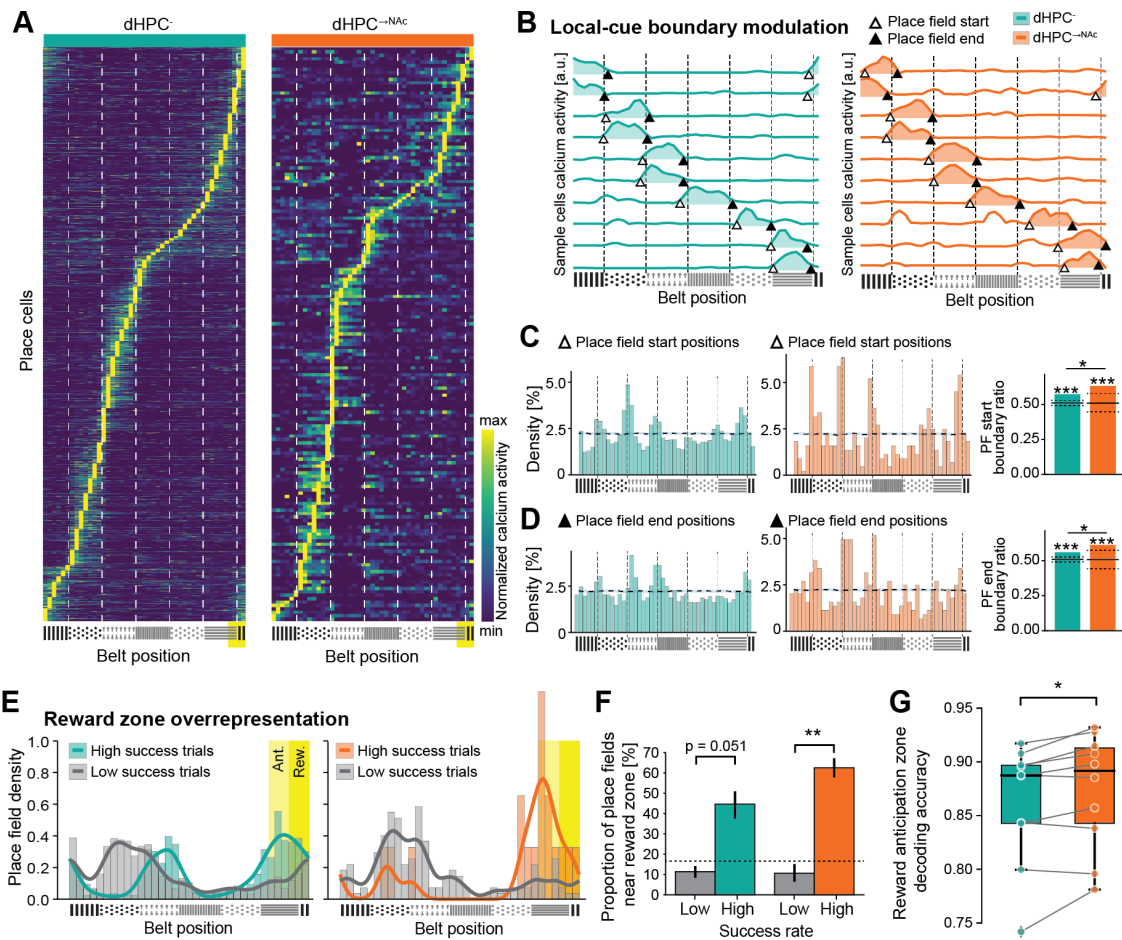 A
dHPC-
dHPC→NAc
Place cells
Belt position
Belt position
max
Normalized calcium activity
min
B
Local-cue boundary modulation
Place field start
Place field end
dHPC-
dHPC→NAc
Sample cells calcium activity [a.u.]
Belt position
Sample cells calcium activity [a.u.]
Belt position
C
Place field start positions
Density [%]
5.0
2.5
0
Place field start positions
5.0
2.5
0
PF start
boundary ratio
0.50
0.25
0.00
***
***
*
D
Place field end positions
Density [%]
5.0
2.5
0
Place field end positions
5.0
2.5
0
PF end
boundary ratio
0.50
0.25
0.00
***
***
*
E
Reward zone overrepresentation
Place field density
1.0
0.8
0.6
0.4
0.2
0.0
High success trials
Low success trials
Ant.
Rew.
Belt position
High success trials
Low success trials
Belt position
F
Proportion of place fields
near reward zone [%]
70
60
50
40
30
20
10
0
p = 0.051
**
Low
High
Low
High
Success rate
G
Reward anticipation zone
decoding accuracy
0.95
0.90
0.85
0.80
0.75
*